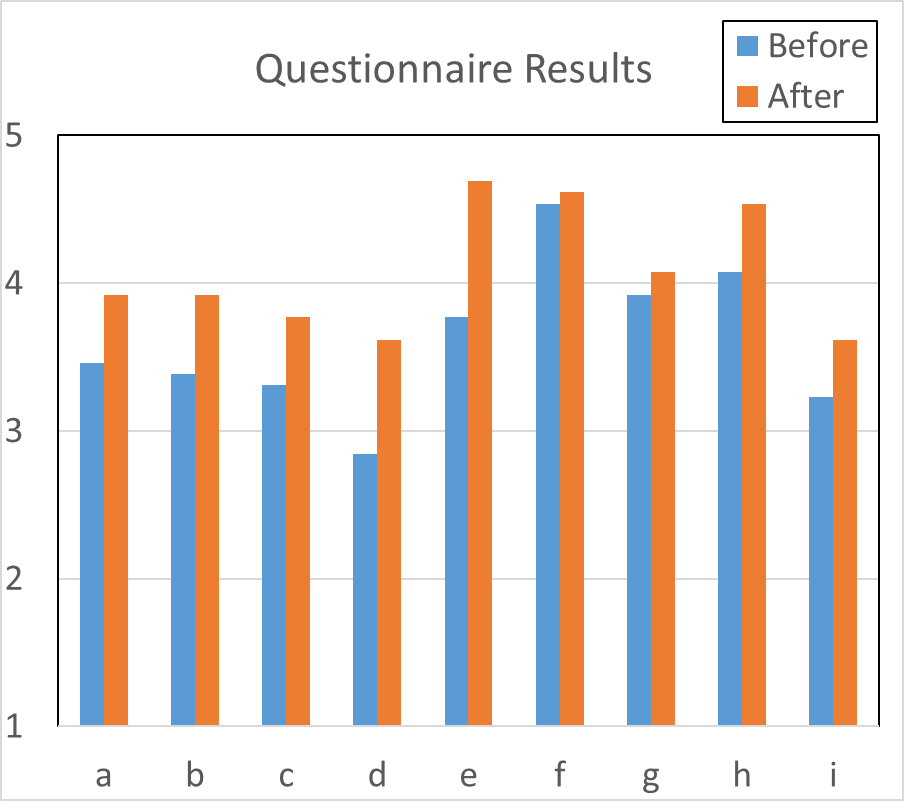 Questionnaire Results
Before
After
5
4
3
2
1
a b c d e f g h i